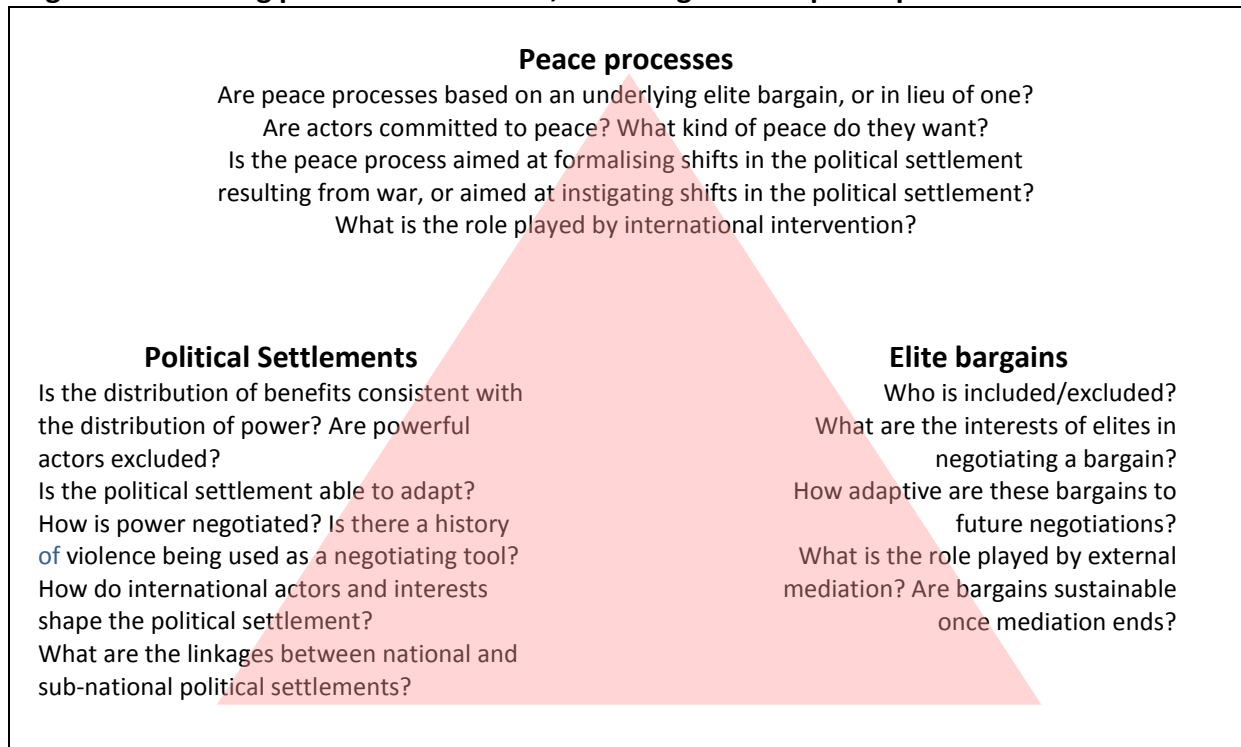 Peace processes
Are peace processes based on an underlying elite bargain, or in lieu of one?
Are actors committed to peace? What kind of peace do they want?
Is the peace process aimed at formalising shifts in the political settlement
resulting from war, or aimed at instigating shifts in the political settlement?
What is the role played by international intervention?
Political Settlements
Is the distribution of benefits consistent with
the distribution of power? Are powerful
actors excluded?
Is the political settlement able to adapt?
How is power negotiated? Is there a history
of violence being used as a negotiating tool?
How do international actors and interests
shape the political settlement?
What are the linkages between national and
sub-national political settlements?
Elite bargains
Who is included/excluded?
What are the interests of elites in
negotiating a bargain?
How adaptive are these bargains to
future negotiations?
What is the role played by external
mediation? Are bargains sustainable
once mediation ends?